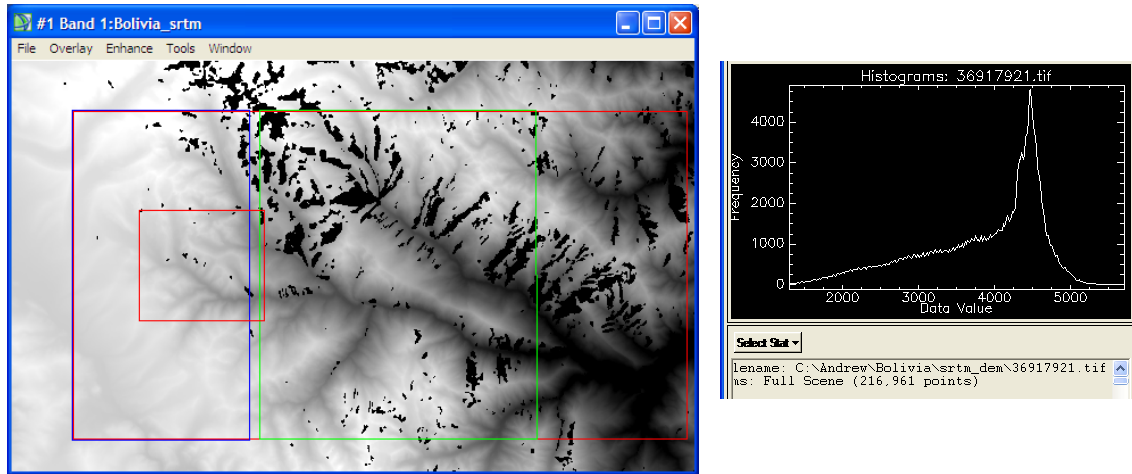 #1 Band 1:Bolivia_srtm
File Overlay Enhance Tools Window
Histograms: 36917921.tif
4000
3000
2000
1000
0
Frequency
2000 3000 4000 5000
Data Value
Select Stat
lename: C:\Andrew\Bolivia\srtm_dem\36917921.tif
ms: Full Scene (216,961 points)